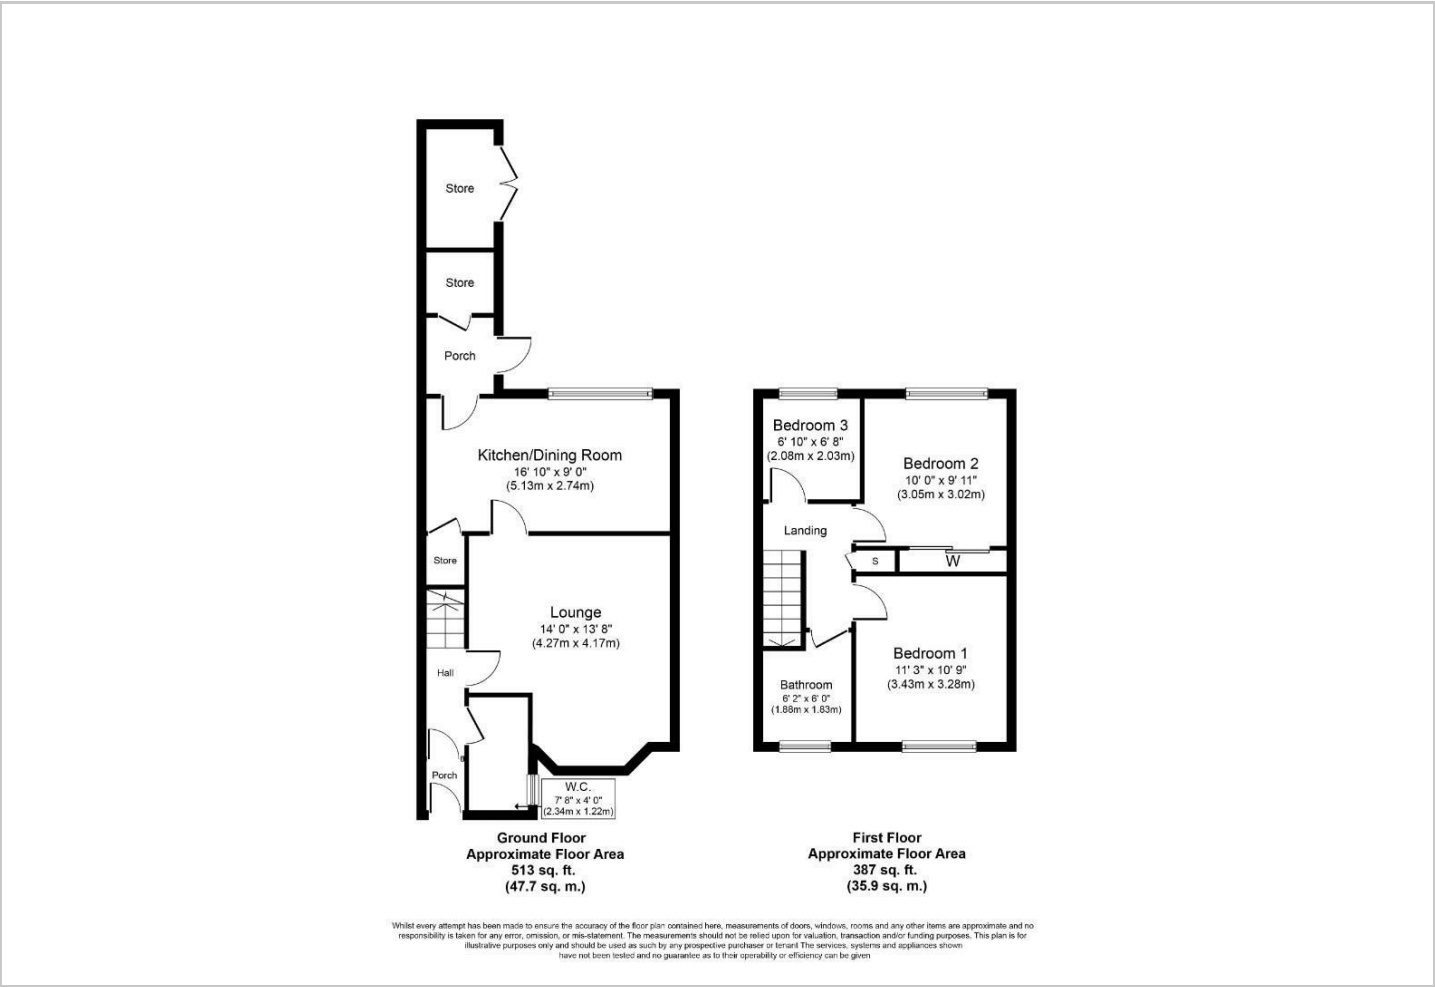 Store
Store
Porch
Kitchen/Dining Room
16' 10" x 9' 0"
(5.13m x 2.74m)
Store
Lounge
14' 0" x 13' 8"
(4.27m x 4.17m)
Hall
Porch
W.C.
7' 8" x 4' 0"
(2.34m x 1.22m)
Ground Floor
Approximate Floor Area
513 sq. ft.
(47.7 sq. m.)
Bedroom 3
6' 10" x 6' 8"
(2.08m x 2.03m)
Bedroom 2
10' 0" x 9' 11"
(3.05m x 3.02m)
Landing
S
W
Bedroom 1
11' 3" x 10' 9"
(3.43m x 3.28m)
Bathroom
6' 2" x 6' 0"
(1.88m x 1.83m)
First Floor
Approximate Floor Area
387 sq. ft.
(35.9 sq. m.)
Whilst every attempt has been made to ensure the accuracy of the floor plan contained here, measurements of doors, windows, rooms and any other items are approximate and no
responsibility is taken for any error, omission, or mis-statement. The measurements should not be relied upon for valuation, transaction and/or funding purposes. This plan is for
illustrative purposes only and should be used as such by any prospective purchaser or tenant The services, systems and appliances shown
have not been tested and no guarantee as to their operability or efficiency can be given